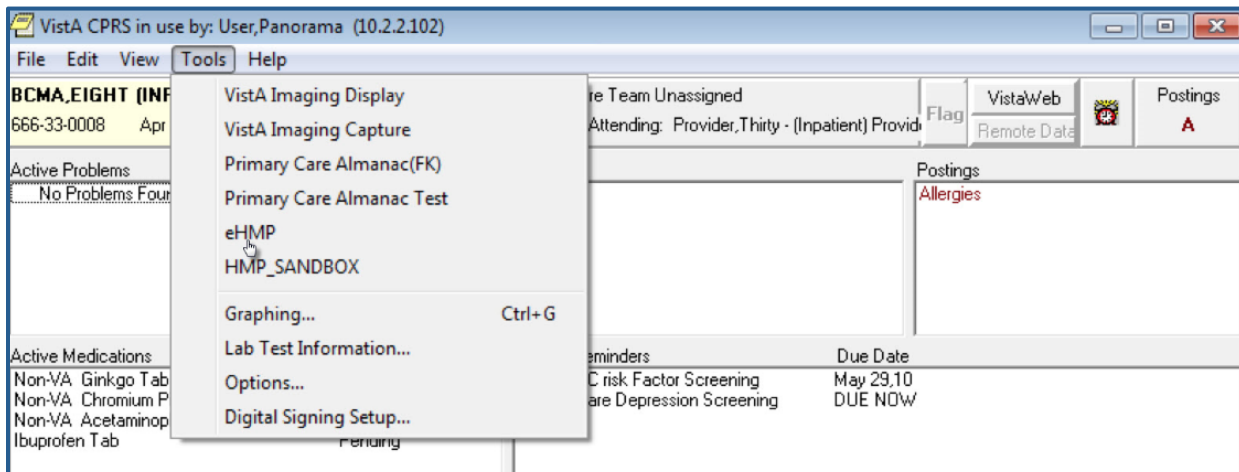 VistA CPRS in use by: User,Panorama (10.2.2.102)
File Edit View Tools Help
BCMA,EIGHT (INP
666-33-0008 Apr
re Team Unassigned
Attending: Provider,Thirty - (Inpatient) Provid
Flag
VistaWeb
Remote Data
Postings
A
VistA Imaging Display
VistA Imaging Capture
Primary Care Almanac(FK)
Primary Care Almanac Test
eHMP
HMP_SANDBOX
Graphing... Ctrl+G
Lab Test Information...
Options...
Digital Signing Setup...
Active Problems
No Problems Four
Postings
Allergies
Active Medications
Non-VA Ginkgo Tab
Non-VA Chromium P
Non-VA Acetaminop
Ibuprofen Tab Pending
eminders Due Date
C risk Factor Screening May 29,10
are Depression Screening DUE NOW